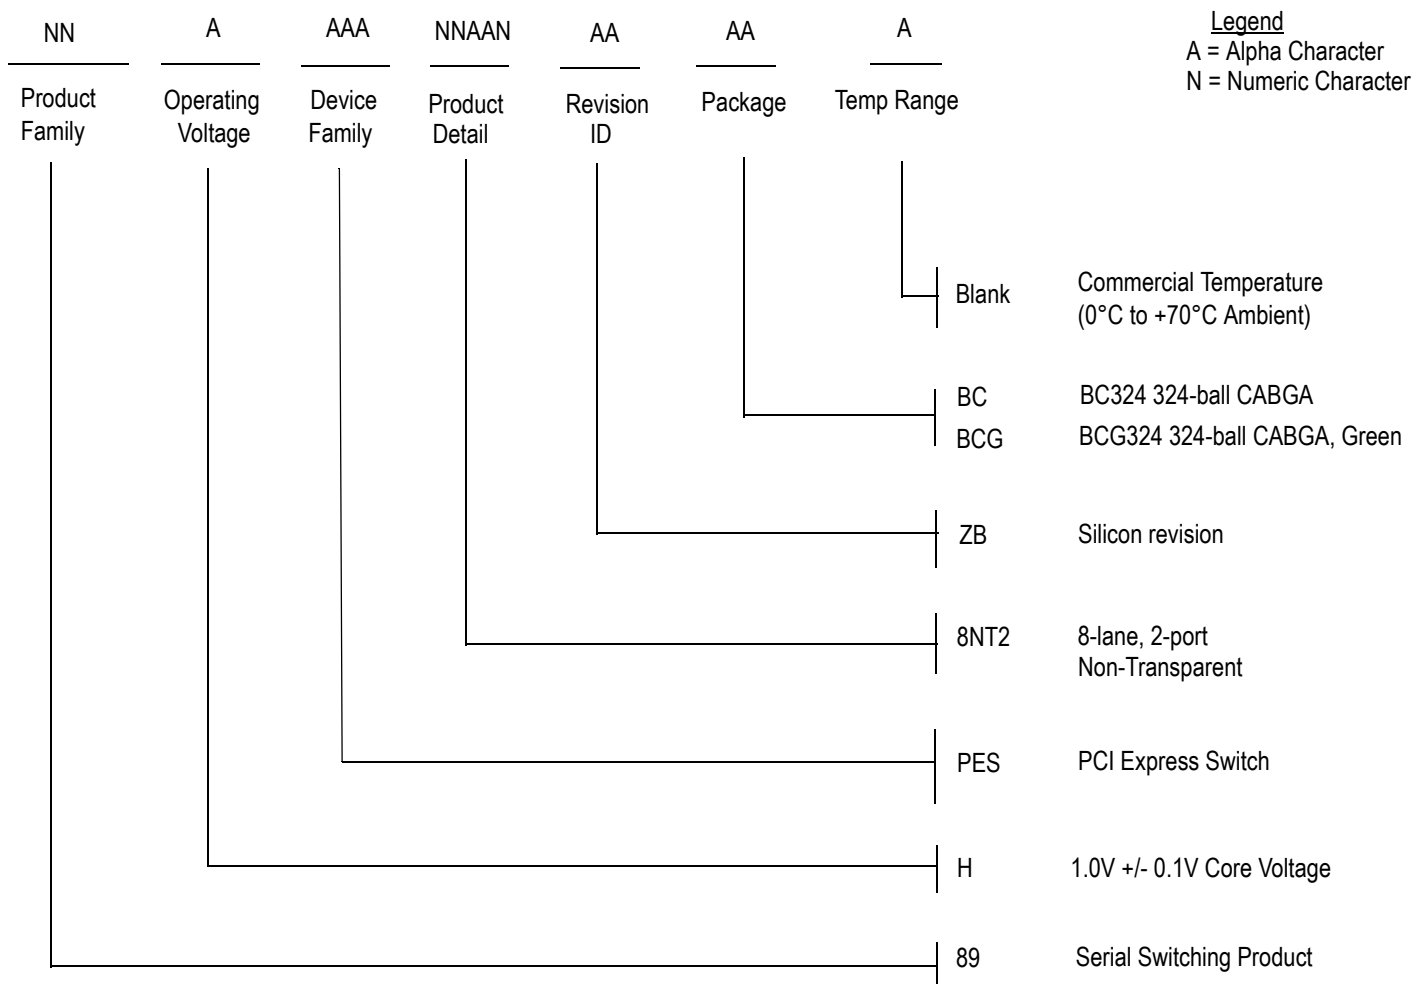 NN A AAA NNAAN AA AA A
Legend
A = Alpha Character
N = Numeric Character
Product Family
Operating Voltage
Device Family
Product Detail
Revision ID
Package
Temp Range
Blank Commercial Temperature
(0°C to +70°C Ambient)
BC BC324 324-ball CABGA
BCG BCG324 324-ball CABGA, Green
ZB Silicon revision
8NT2 8-lane, 2-port
Non-Transparent
PES PCI Express Switch
H 1.0V +/- 0.1V Core Voltage
89 Serial Switching Product